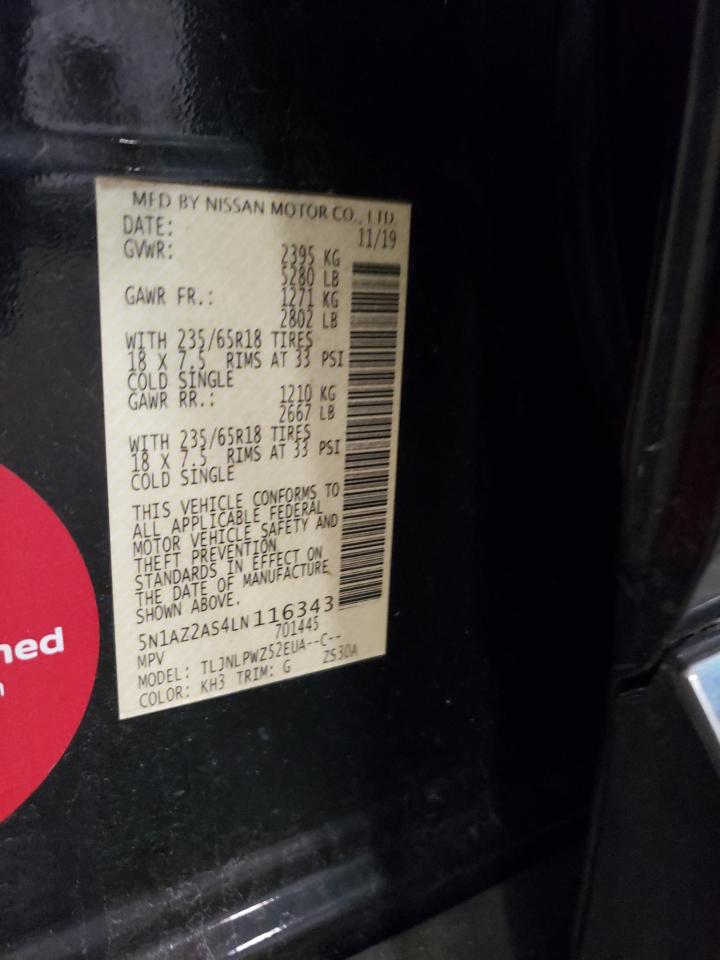 MFD BY NISSAN MOTOR CO., LTD.
DATE: 11/19
GVWR: 2395 KG
5280 LB
GAWR FR.: 1271 KG
2802 LB
WITH 235/65R18 TIRES
18 X 7.5 RIMS AT 33 PSI
COLD SINGLE
GAWR RR.: 1210 KG
2667 LB
WITH 235/65R18 TIRES
18 X 7.5 RIMS AT 33 PSI
COLD SINGLE
THIS VEHICLE CONFORMS TO
ALL APPLICABLE FEDERAL
MOTOR VEHICLE SAFETY AND
THEFT PREVENTION
STANDARDS IN EFFECT ON
THE DATE OF MANUFACTURE
SHOWN ABOVE.
5N1AZ2AS4LN116343
MPV 701445
MODEL: TLJNLPWZ52EUA--C--
COLOR: KH3 TRIM: G Z530A